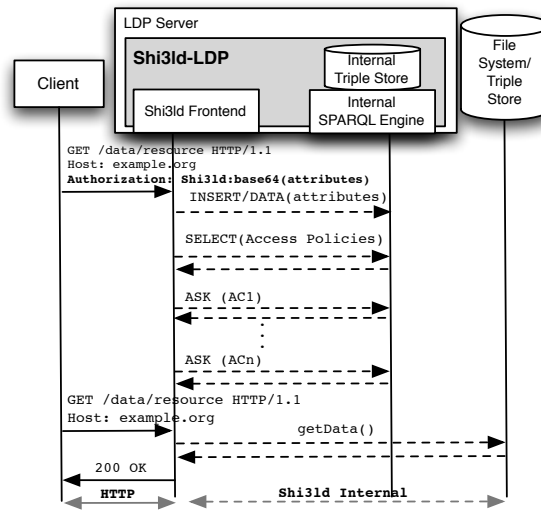 LDP Server
Shi3ld-LDP
Internal
Triple Store
File
System/
Triple
Store
Client
Shi3ld Frontend
Internal
SPARQL Engine
GET /data/resource HTTP/1.1
Host: example.org
Authorization: Shi3ld:base64(attributes)
INSERT/DATA(attributes)
SELECT(Access Policies)
ASK (AC1)
ASK (ACn)
GET /data/resource HTTP/1.1
Host: example.org
getData()
200 OK
HTTP
Shi3ld Internal